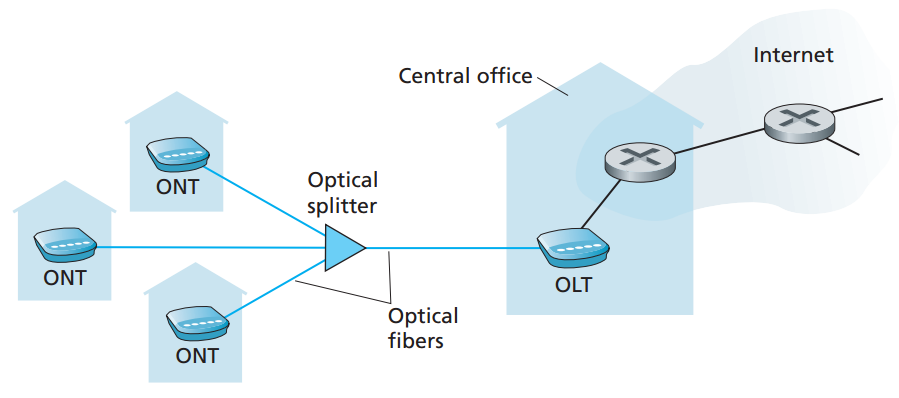 Internet
Central office
ONT
Optical
splitter
ONT
OLT
Optical
fibers
ONT